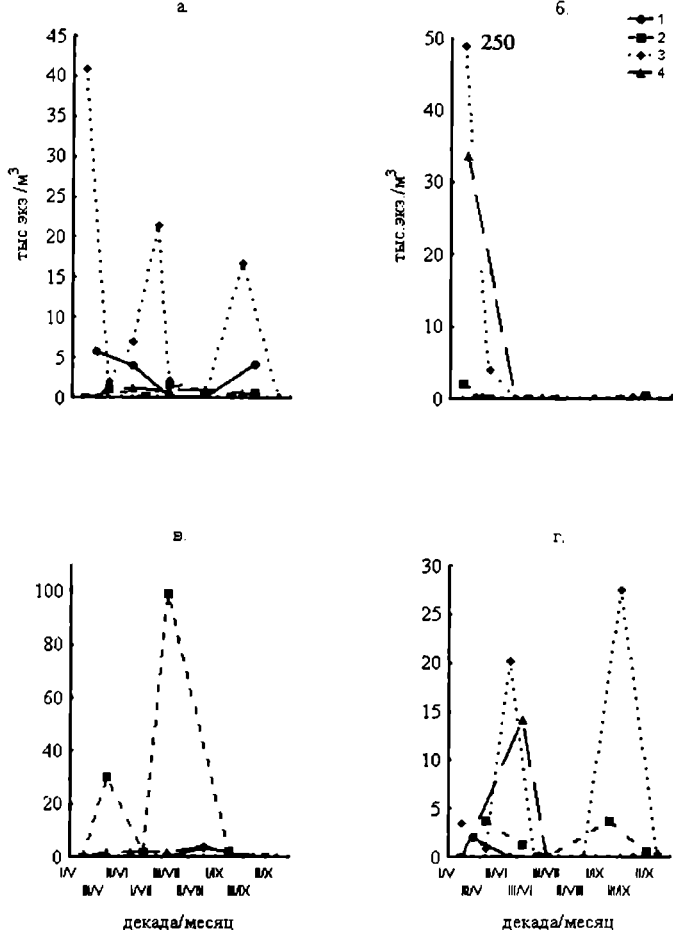 а
б.
1
2
3
4
45
40
35
30
25
20
15
10
5
0
тыс экз /м³
50
40
30
20
10
0
250
тыс.экз./м³
в.
г.
100
80
60
40
20
0
30
25
20
15
10
5
0
I/V
III/V
II/VI
I/VII
III/VII
II/VIII
I/IX
III/IX
II/X
декада/месяц
I/V
III/V
II/VI
III/VI
III/VII
II/VIII
I/IX
III/IX
II/X
декада/месяц